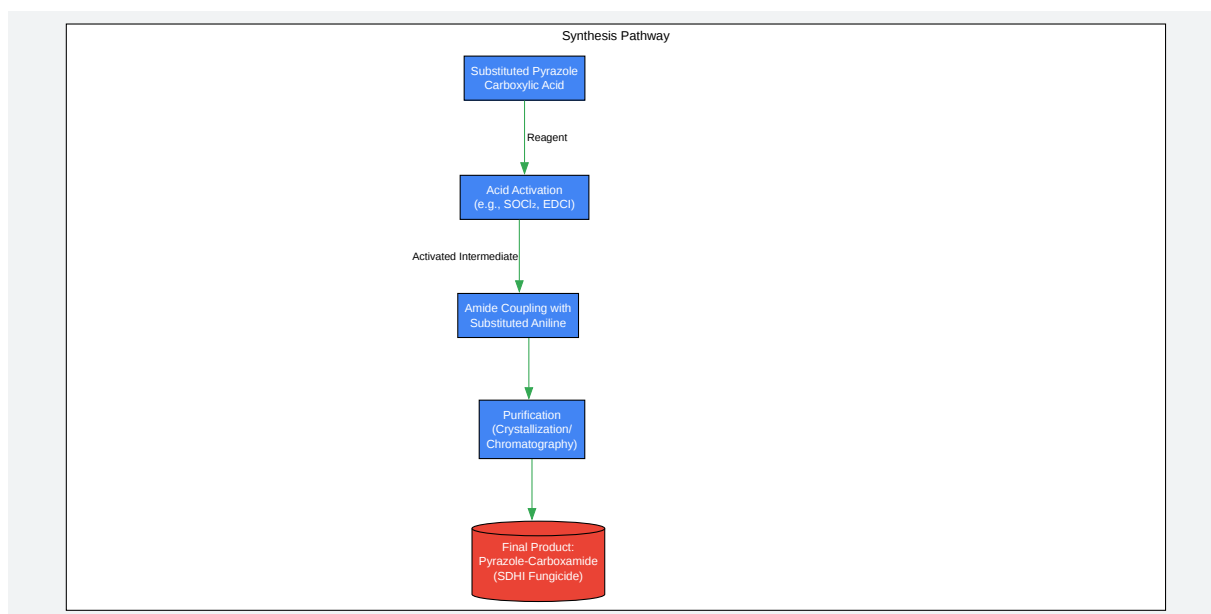 Synthesis Pathway
Substituted Pyrazole
Carboxylic Acid
Reagent
Acid Activation
(e.g., SOCl₂, EDCI)
Activated Intermediate
Amide Coupling with
Substituted Aniline
Purification
(Crystallization/
Chromatography)
Final Product:
Pyrazole-Carboxamide
(SDHI Fungicide)